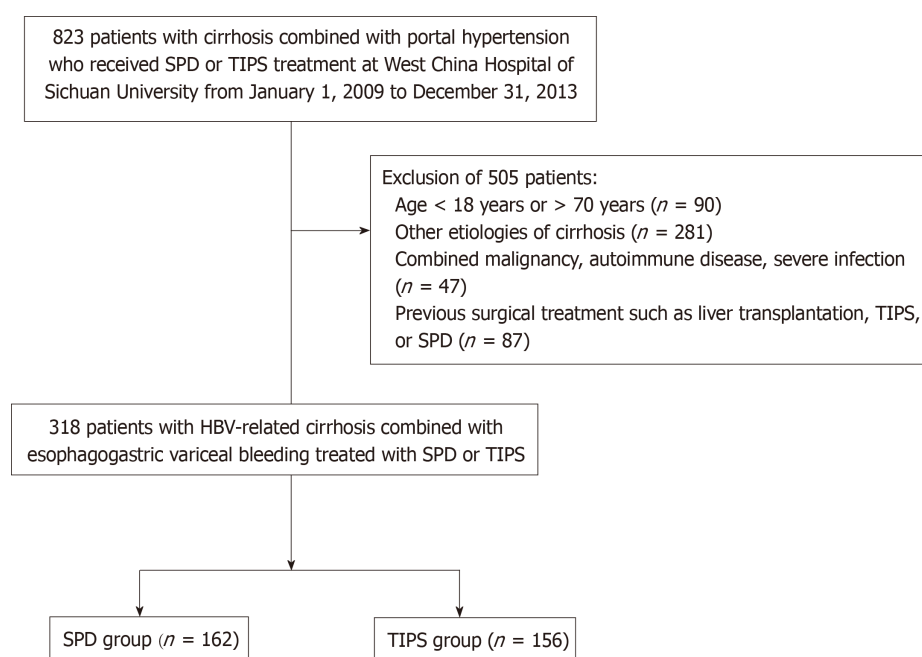 823 patients with cirrhosis combined with portal hypertension
who received SPD or TIPS treatment at West China Hospital of
Sichuan University from January 1, 2009 to December 31, 2013
Exclusion of 505 patients:
Age < 18 years or > 70 years (n = 90)
Other etiologies of cirrhosis (n = 281)
Combined malignancy, autoimmune disease, severe infection
(n = 47)
Previous surgical treatment such as liver transplantation, TIPS,
or SPD (n = 87)
318 patients with HBV-related cirrhosis combined with
esophagogastric variceal bleeding treated with SPD or TIPS
SPD group (n = 162)
TIPS group (n = 156)